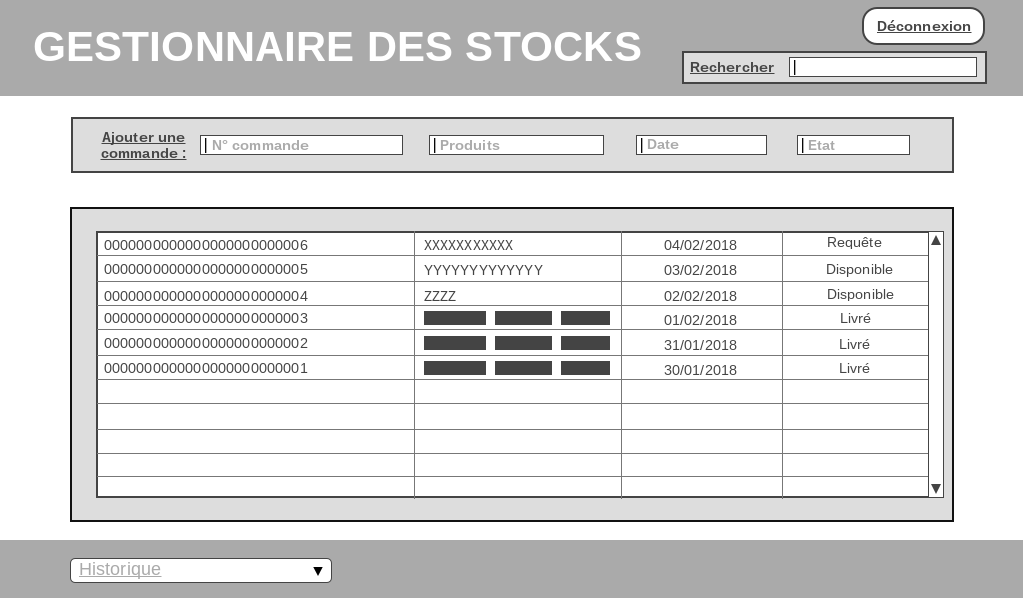 GESTIONNAIRE DES STOCKS
Déconnexion
Rechercher
Ajouter une
commande :
N° commande
Produits
Date
Etat
0000000000000000000000006 XXXXXXXXXXX 04/02/2018 Requête
0000000000000000000000005 YYYYYYYYYYYYY 03/02/2018 Disponible
0000000000000000000000004 ZZZZ 02/02/2018 Disponible
0000000000000000000000003 01/02/2018 Livré
0000000000000000000000002 31/01/2018 Livré
0000000000000000000000001 30/01/2018 Livré
Historique